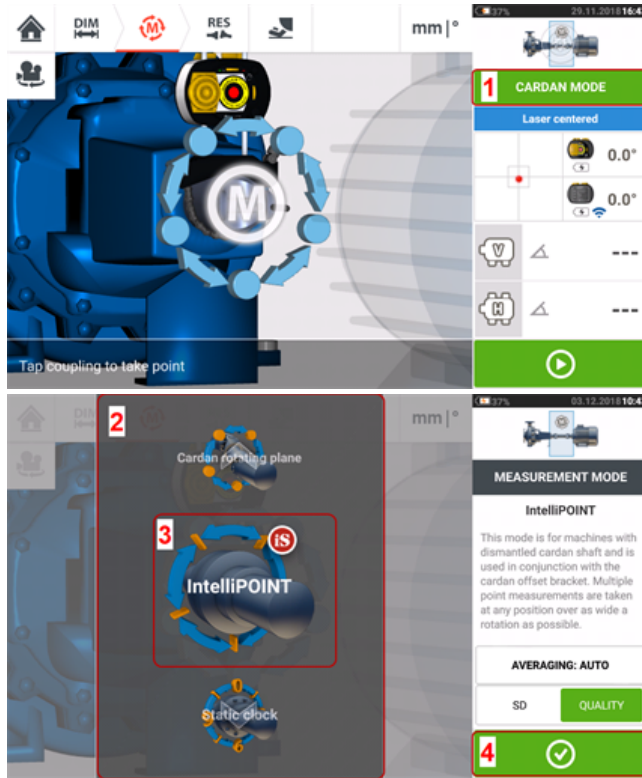 DIM
RES
mm | °
37%
29.11.2018 16:4
1
CARDAN MODE
Laser centered
0.0°
0.0°
M
V
---
H
---
Tap coupling to take point
DIM
mm | °
37%
03.12.2018 10:4
2
Cardan rotating plane
MEASUREMENT MODE
3
iS
IntelliPOINT
IntelliPOINT
This mode is for machines with
dismantled cardan shaft and is
used in conjunction with the
cardan offset bracket. Multiple
point measurements are taken
at any position over as wide a
rotation as possible.
AVERAGING: AUTO
0
Static clock
6
SD
QUALITY
4